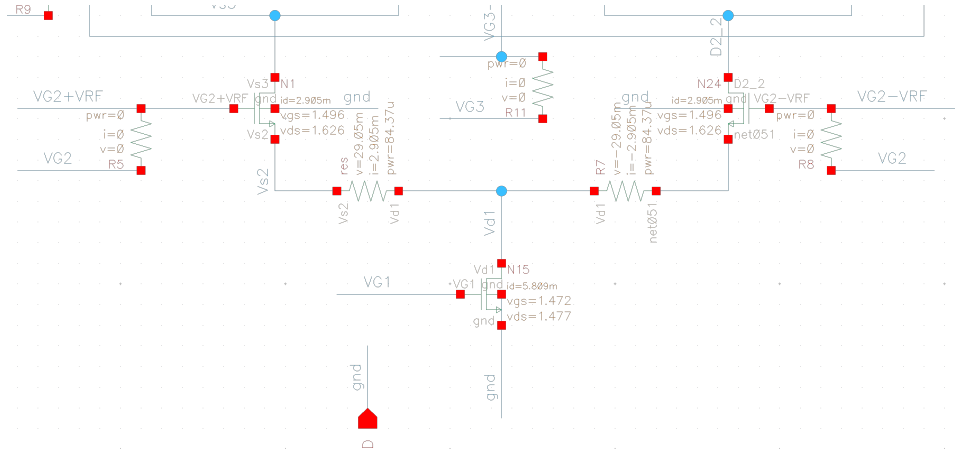 R9
VG3-
D2_2
Vs3 N1
VG2+VRF
VG2+VRF
gnd
id=2.905m
gnd
vgs=1.496
vds=1.626
Vs2
pwr=0
i=0
v=0
R5
VG2
pwr=0
i=0
v=0
R11
VG3
N24 D2_2
gnd
id=2.905m
gnd
VG2-VRF
VG2-VRF
vgs=1.496
vds=1.626
net051
pwr=0
i=0
v=0
R8
VG2
Vs2
res
v=29.05m
i=2.905m
pwr=84.37u
Vs2
Vd1
Vd1
R7
v=-29.05m
i=-2.905m
pwr=84.37u
Vd1
net051
VG1
Vd1 N15
VG1
gnd
id=5.809m
vgs=1.472
vds=1.477
gnd
gnd
gnd
D